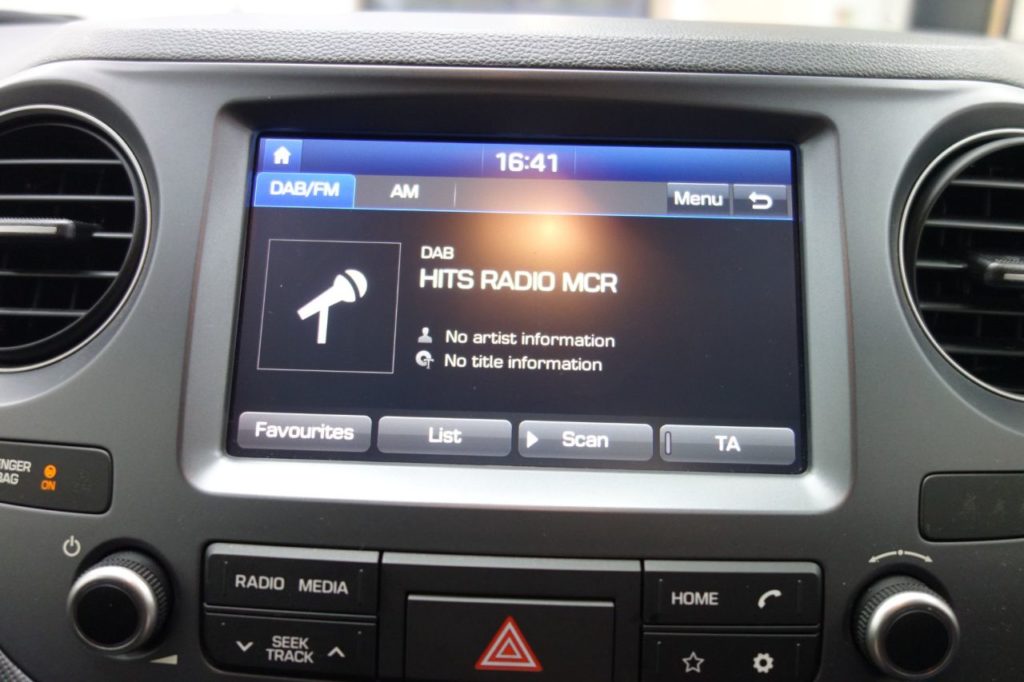 16:41
DAB/FM AM Menu
DAB
HITS RADIO MCR
No artist information
No title information
Favourites List Scan TA
ON
RADIO MEDIA
HOME
SEEK
TRACK